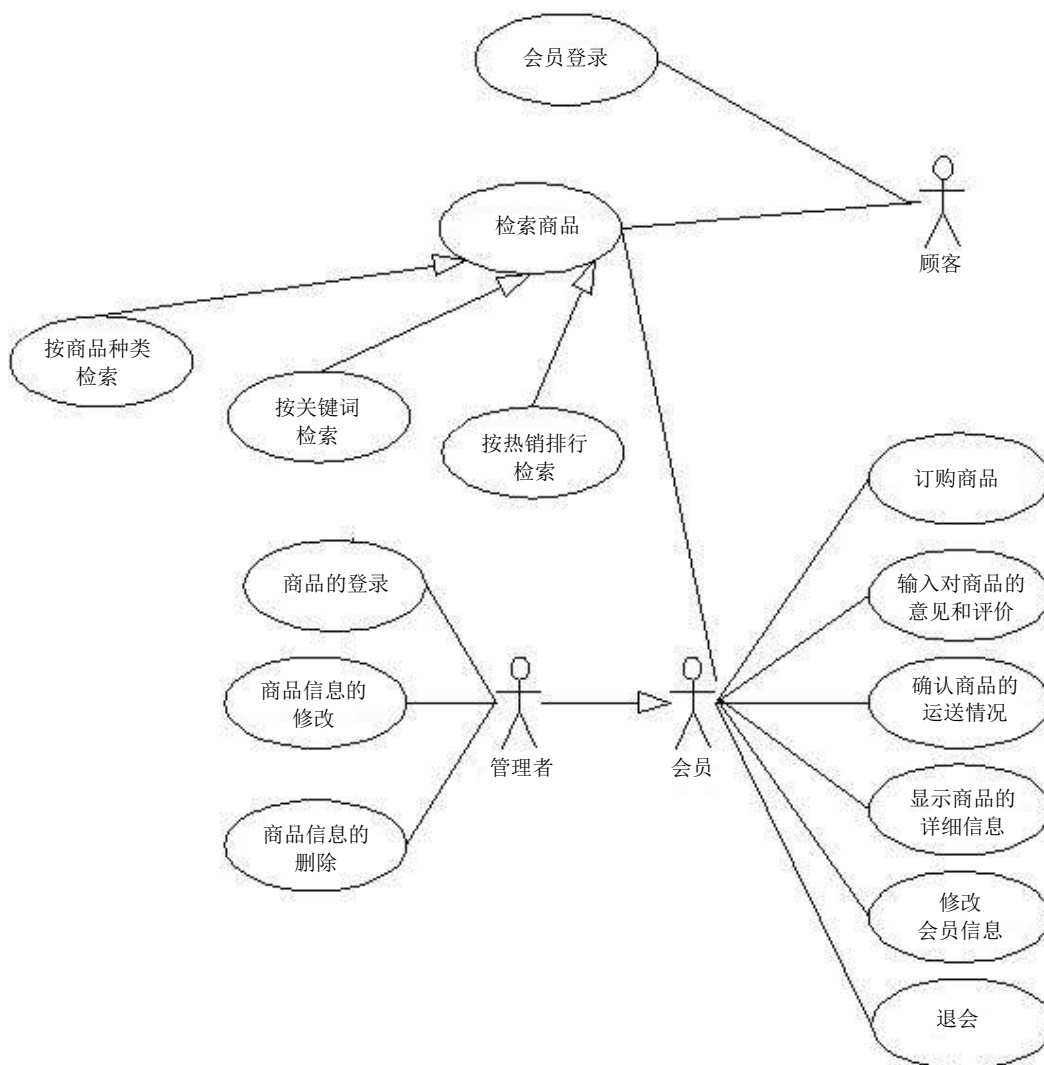 会员登录
检索商品
顾客
按商品种类
检索
按关键词
检索
按热销排行
检索
订购商品
商品的登录
输入对商品的
意见和评价
商品信息的
修改
确认商品的
运送情况
管理者
会员
显示商品的
详细信息
商品信息的
删除
修改
会员信息
退会